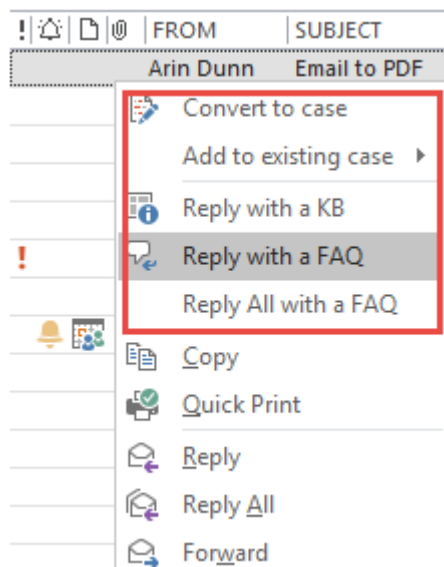 ! FROM SUBJECT
Arin Dunn Email to PDF
Convert to case
Add to existing case
Reply with a KB
!
Reply with a FAQ
Reply All with a FAQ
Copy
Quick Print
Reply
Reply All
Forward